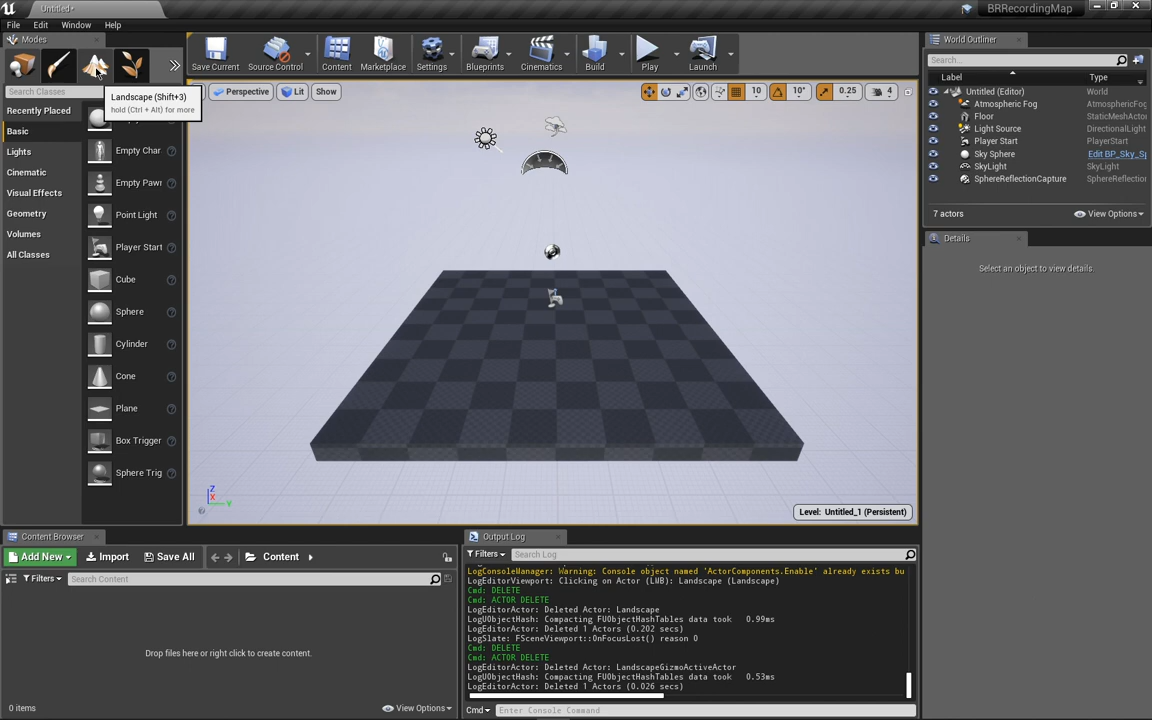 Untitled*
BRRecordingMap
File Edit Window Help
Modes
Save Current
Source Control
Content
Marketplace
Settings
Blueprints
Cinematics
Build
Play
Launch
World Outliner
Search...
Label
Type
Search Classes
Landscape (Shift+3)
hold (Ctrl + Alt) for more
Recently Placed
Basic
Lights
Cinematic
Visual Effects
Geometry
Volumes
All Classes
Empty Char
Empty Pawn
Point Light
Player Start
Cube
Sphere
Cylinder
Cone
Plane
Box Trigger
Sphere Trig
Perspective
Lit
Show
10
10°
0.25
4
Z
X
Y
Level: Untitled_1 (Persistent)
Untitled (Editor) World
Atmospheric Fog AtmosphericFog
Floor StaticMeshActor
Light Source DirectionalLight
Player Start PlayerStart
Sky Sphere Edit BP_Sky_Sp
SkyLight SkyLight
SphereReflectionCapture SphereReflection
7 actors
View Options
Details
Select an object to view details.
Content Browser
Add New
Import
Save All
Content
Filters
Search Content
Drop files here or right click to create content.
0 items
View Options
Output Log
Filters
Search Log
LogConsoleManager: Warning: Console object named 'ActorComponents.Enable' already exists bu
LogEditorViewport: Clicking on Actor (LMB): Landscape (Landscape)
Cmd: DELETE
Cmd: ACTOR DELETE
LogEditorActor: Deleted Actor: Landscape
LogUObjectHash: Compacting FUObjectHashTables data took 0.99ms
LogEditorActor: Deleted 1 Actors (0.202 secs)
LogSlate: FSceneViewport::OnFocusLost() reason 0
Cmd: DELETE
Cmd: ACTOR DELETE
LogEditorActor: Deleted Actor: LandscapeGizmoActiveActor
LogUObjectHash: Compacting FUObjectHashTables data took 0.53ms
LogEditorActor: Deleted 1 Actors (0.026 secs)
Cmd
Enter Console Command